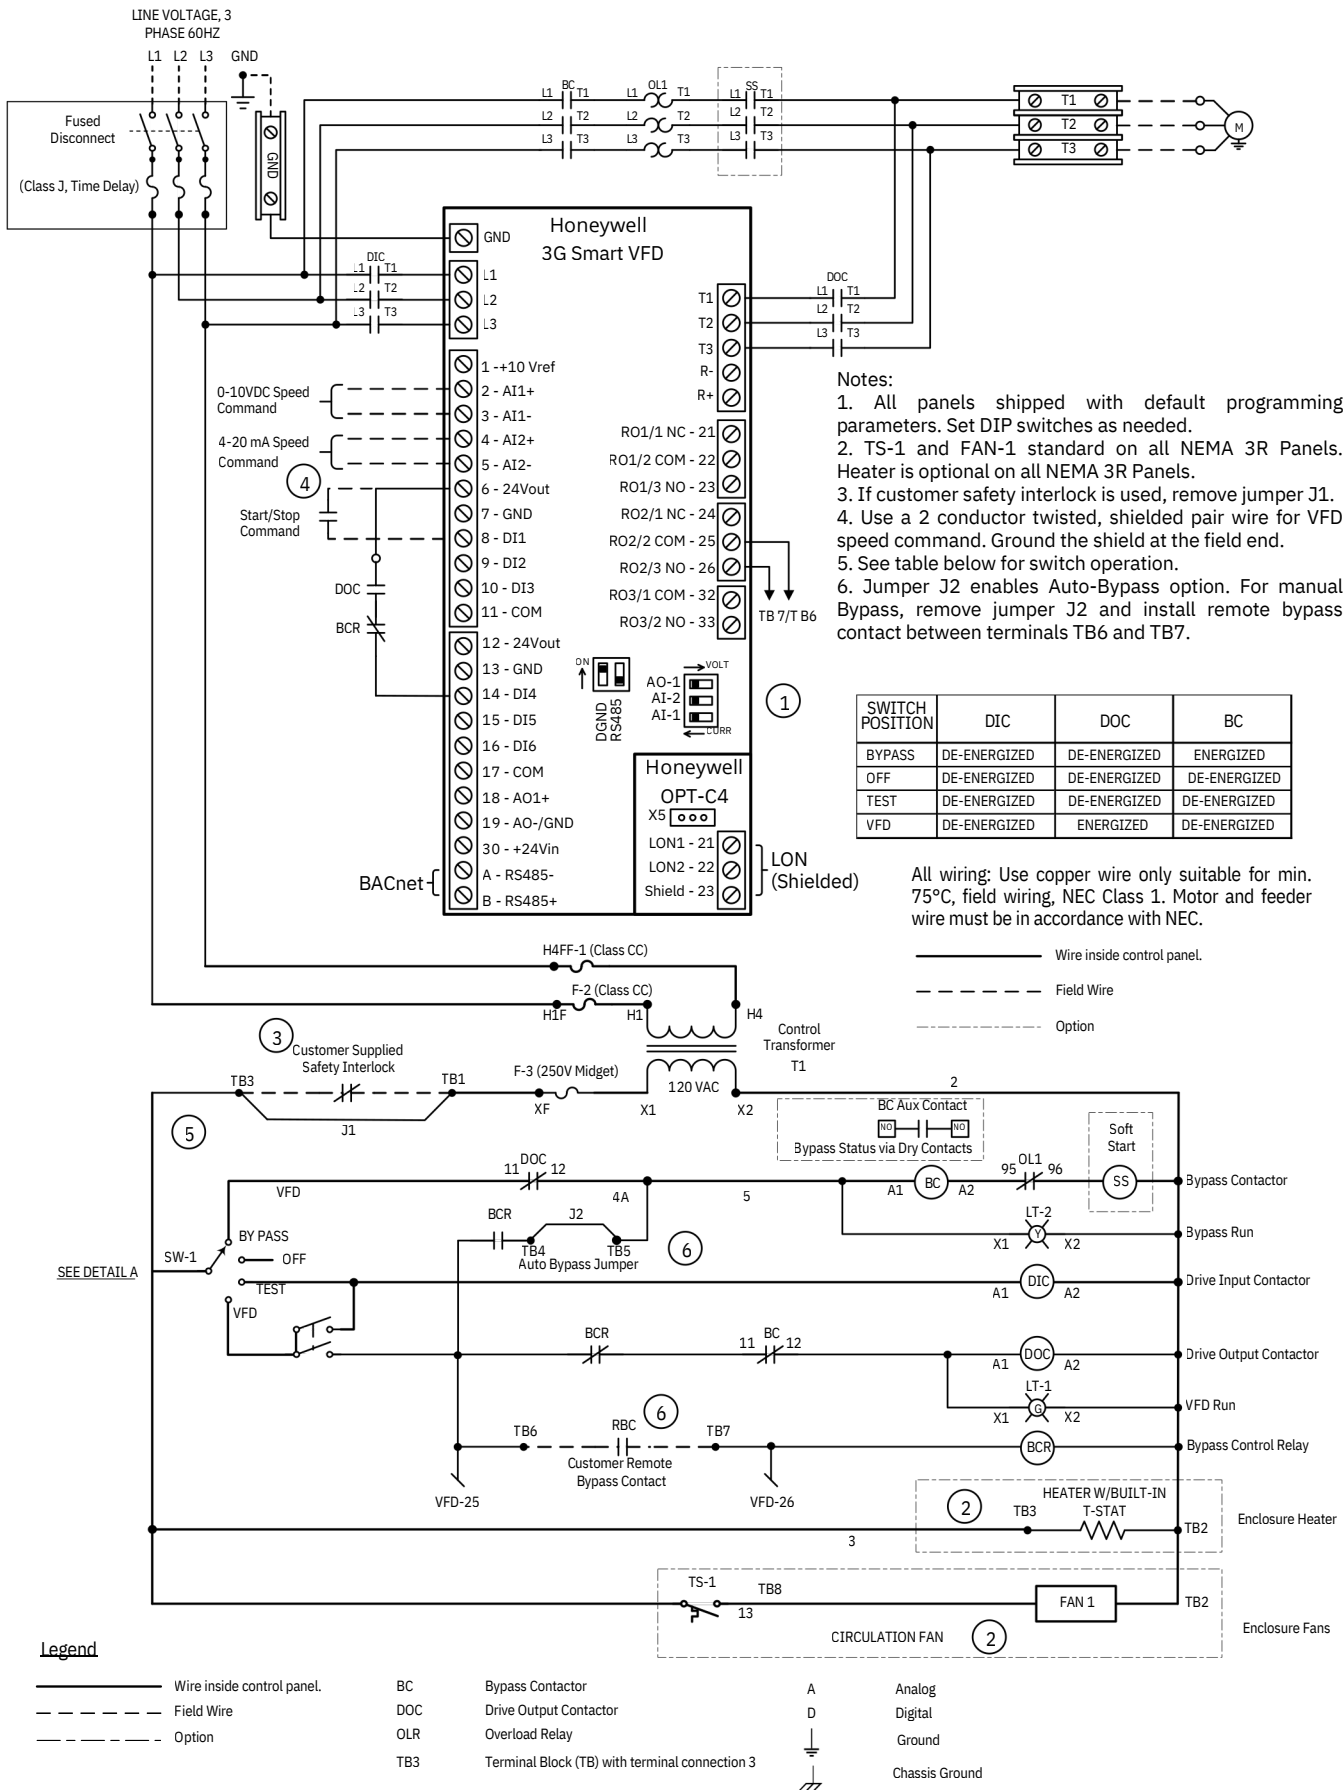 LINE VOLTAGE, 3
PHASE 60HZ
L1 L2 L3 GND
Fused
Disconnect
(Class J, Time Delay)
GND
BC
L1 T1
L2 T2
L3 T3
OL1
L1 T1
L2 T2
L3 T3
SS
L1 T1
L2 T2
L3 T3
T1
T2
T3
M
Honeywell
3G Smart VFD
GND
DIC
L1 T1
L2 T2
L3 T3
L1
L2
L3
T1
T2
T3
R-
R+
DOC
L1 T1
L2 T2
L3 T3
1 -+10 Vref
2 - AI1+
3 - AI1-
4 - AI2+
5 - AI2-
6 - 24Vout
7 - GND
8 - DI1
9 - DI2
10 - DI3
11 - COM
12 - 24Vout
13 - GND
14 - DI4
15 - DI5
16 - DI6
17 - COM
18 - AO1+
19 - AO-/GND
30 - +24Vin
A - RS485-
B - RS485+
0-10VDC Speed
Command
4-20 mA Speed
Command
4
Start/Stop
Command
DOC
BCR
BACnet
RO1/1 NC - 21
RO1/2 COM - 22
RO1/3 NO - 23
RO2/1 NC - 24
RO2/2 COM - 25
RO2/3 NO - 26
RO3/1 COM - 32
RO3/2 NO - 33
TB 7/T B6
ON
DGND
RS485
VOLT
AO-1
AI-2
AI-1
CURR
1
Honeywell
OPT-C4
X5
LON1 - 21
LON2 - 22
Shield - 23
LON
(Shielded)
Notes:
1. All panels shipped with default programming
parameters. Set DIP switches as needed.
2. TS-1 and FAN-1 standard on all NEMA 3R Panels.
Heater is optional on all NEMA 3R Panels.
3. If customer safety interlock is used, remove jumper J1.
4. Use a 2 conductor twisted, shielded pair wire for VFD
speed command. Ground the shield at the field end.
5. See table below for switch operation.
6. Jumper J2 enables Auto-Bypass option. For manual
Bypass, remove jumper J2 and install remote bypass
contact between terminals TB6 and TB7.
SWITCH POSITION DIC DOC BC
BYPASS DE-ENERGIZED DE-ENERGIZED ENERGIZED
OFF DE-ENERGIZED DE-ENERGIZED DE-ENERGIZED
TEST DE-ENERGIZED DE-ENERGIZED DE-ENERGIZED
VFD DE-ENERGIZED ENERGIZED DE-ENERGIZED
All wiring: Use copper wire only suitable for min.
75°C, field wiring, NEC Class 1. Motor and feeder
wire must be in accordance with NEC.
Wire inside control panel.
Field Wire
Option
H4FF-1 (Class CC)
F-2 (Class CC)
H1F H1 H4
Control
Transformer
T1
3
Customer Supplied
Safety Interlock
TB3 TB1
J1
F-3 (250V Midget)
XF X1 120 VAC X2
2
5
BC Aux Contact
NO NO
Bypass Status via Dry Contacts
Soft
Start
VFD
11 DOC 12
4A
5
A1 BC A2
95 OL1 96
SS
Bypass Contactor
BCR
J2
TB4 TB5
Auto Bypass Jumper
6
LT-2
X1 Y X2
Bypass Run
SEE DETAIL A
SW-1
BY PASS
OFF
TEST
VFD
A1 DIC A2
Drive Input Contactor
BCR
11 BC 12
A1 DOC A2
Drive Output Contactor
LT-1
X1 G X2
VFD Run
TB6 RBC TB7
6
Customer Remote
Bypass Contact
BCR
Bypass Control Relay
VFD-25
VFD-26
2
HEATER W/BUILT-IN
T-STAT
TB3
TB2
Enclosure Heater
3
TS-1
TB8
13
FAN 1
TB2
CIRCULATION FAN
2
Enclosure Fans
Legend
Wire inside control panel.
Field Wire
Option
BC Bypass Contactor
DOC Drive Output Contactor
OLR Overload Relay
TB3 Terminal Block (TB) with terminal connection 3
A Analog
D Digital
Ground
Chassis Ground